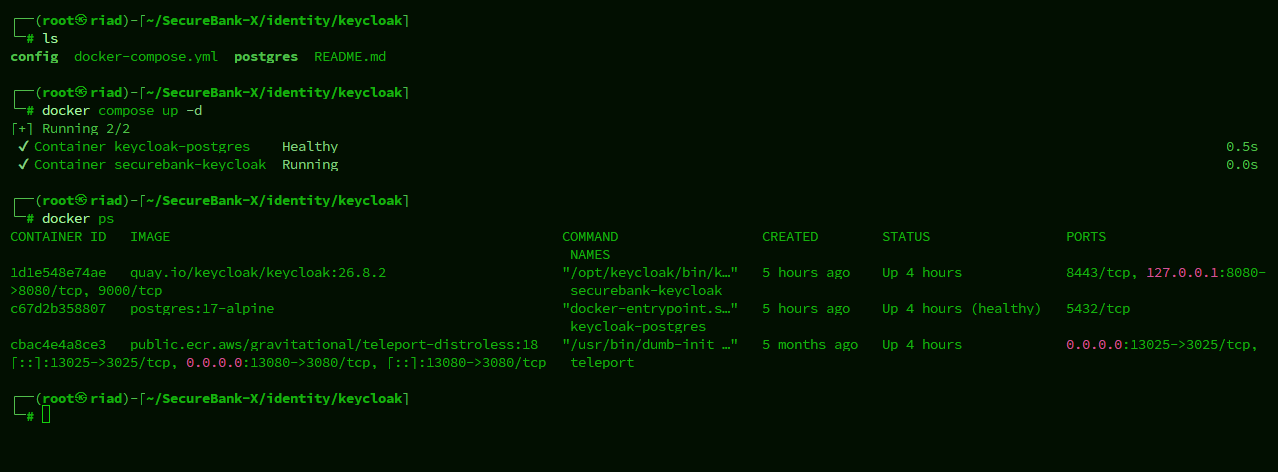 ┌──(root㉿riad)-[~/SecureBank-X/identity/keycloak]
└─# ls
config  docker-compose.yml  postgres  README.md
┌──(root㉿riad)-[~/SecureBank-X/identity/keycloak]
└─# docker compose up -d
[+] Running 2/2
 ✔ Container keycloak-postgres    Healthy    0.5s
 ✔ Container securebank-keycloak  Running    0.0s
┌──(root㉿riad)-[~/SecureBank-X/identity/keycloak]
└─# docker ps
CONTAINER ID   IMAGE   COMMAND   CREATED   STATUS   PORTS
NAMES
1d1e548e74ae   quay.io/keycloak/keycloak:26.8.2   "/opt/keycloak/bin/k…"   5 hours ago   Up 4 hours   8443/tcp, 127.0.0.1:8080-
>8080/tcp, 9000/tcp   securebank-keycloak
c67d2b358807   postgres:17-alpine   "docker-entrypoint.s…"   5 hours ago   Up 4 hours (healthy)   5432/tcp
keycloak-postgres
cbac4e4a8ce3   public.ecr.aws/gravitational/teleport-distroless:18   "/usr/bin/dumb-init …"   5 months ago   Up 4 hours   0.0.0.0:13025->3025/tcp,
[::]:13025->3025/tcp, 0.0.0.0:13080->3080/tcp, [::]:13080->3080/tcp   teleport
┌──(root㉿riad)-[~/SecureBank-X/identity/keycloak]
└─#